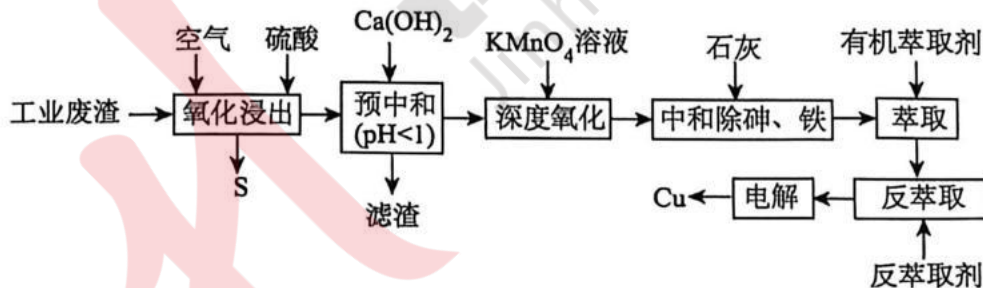 空气 硫酸 Ca(OH)₂ KMnO₄溶液 石灰 有机萃取剂
工业废渣 氧化浸出 预中和 深度氧化 中和除砷、铁 萃取
(pH<1)
S 滤渣 Cu 电解 反萃取
反萃取剂